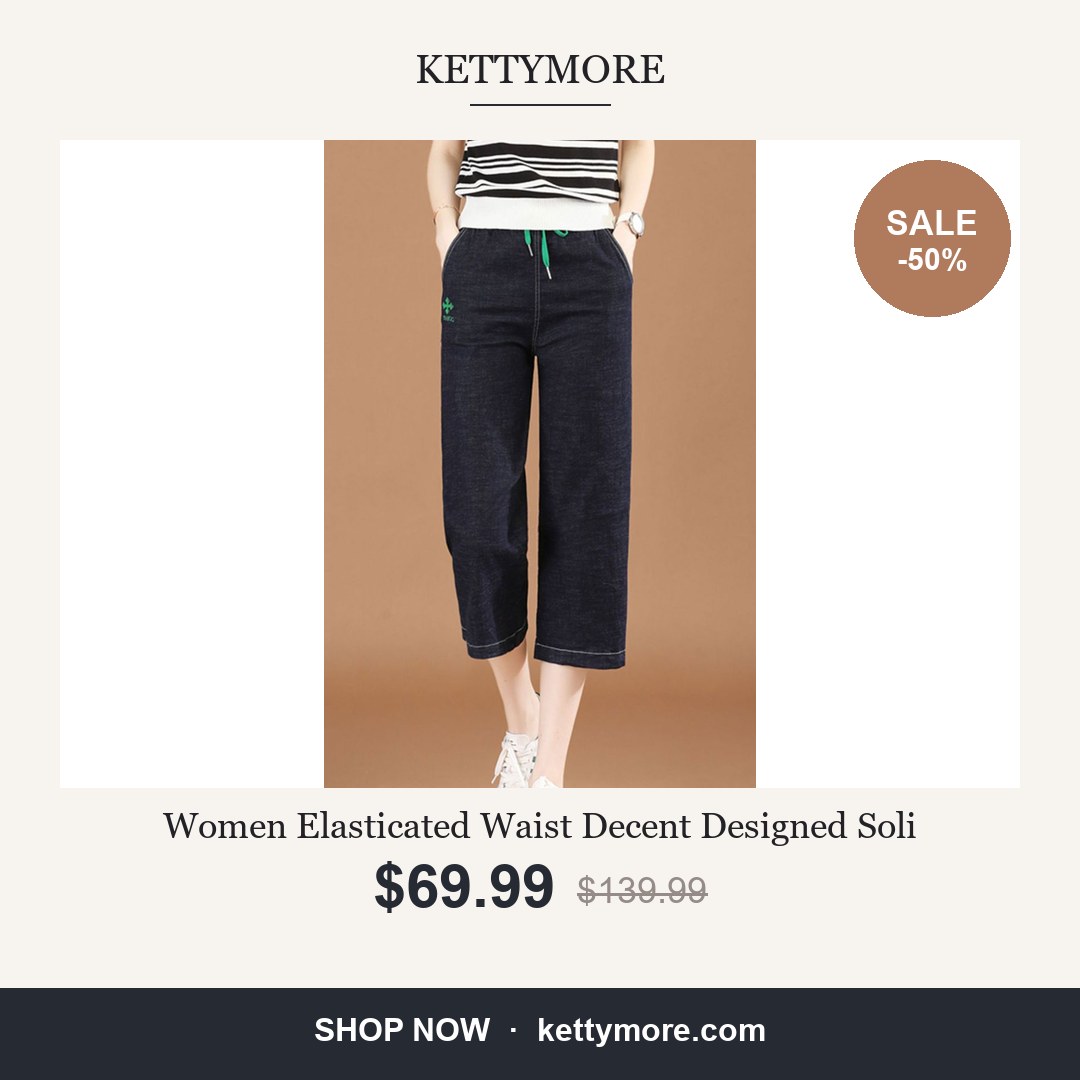 KETTYMORE
SALE
-50%
Women Elasticated Waist Decent Designed Soli
$69.99 $139.99
SHOP NOW · kettymore.com